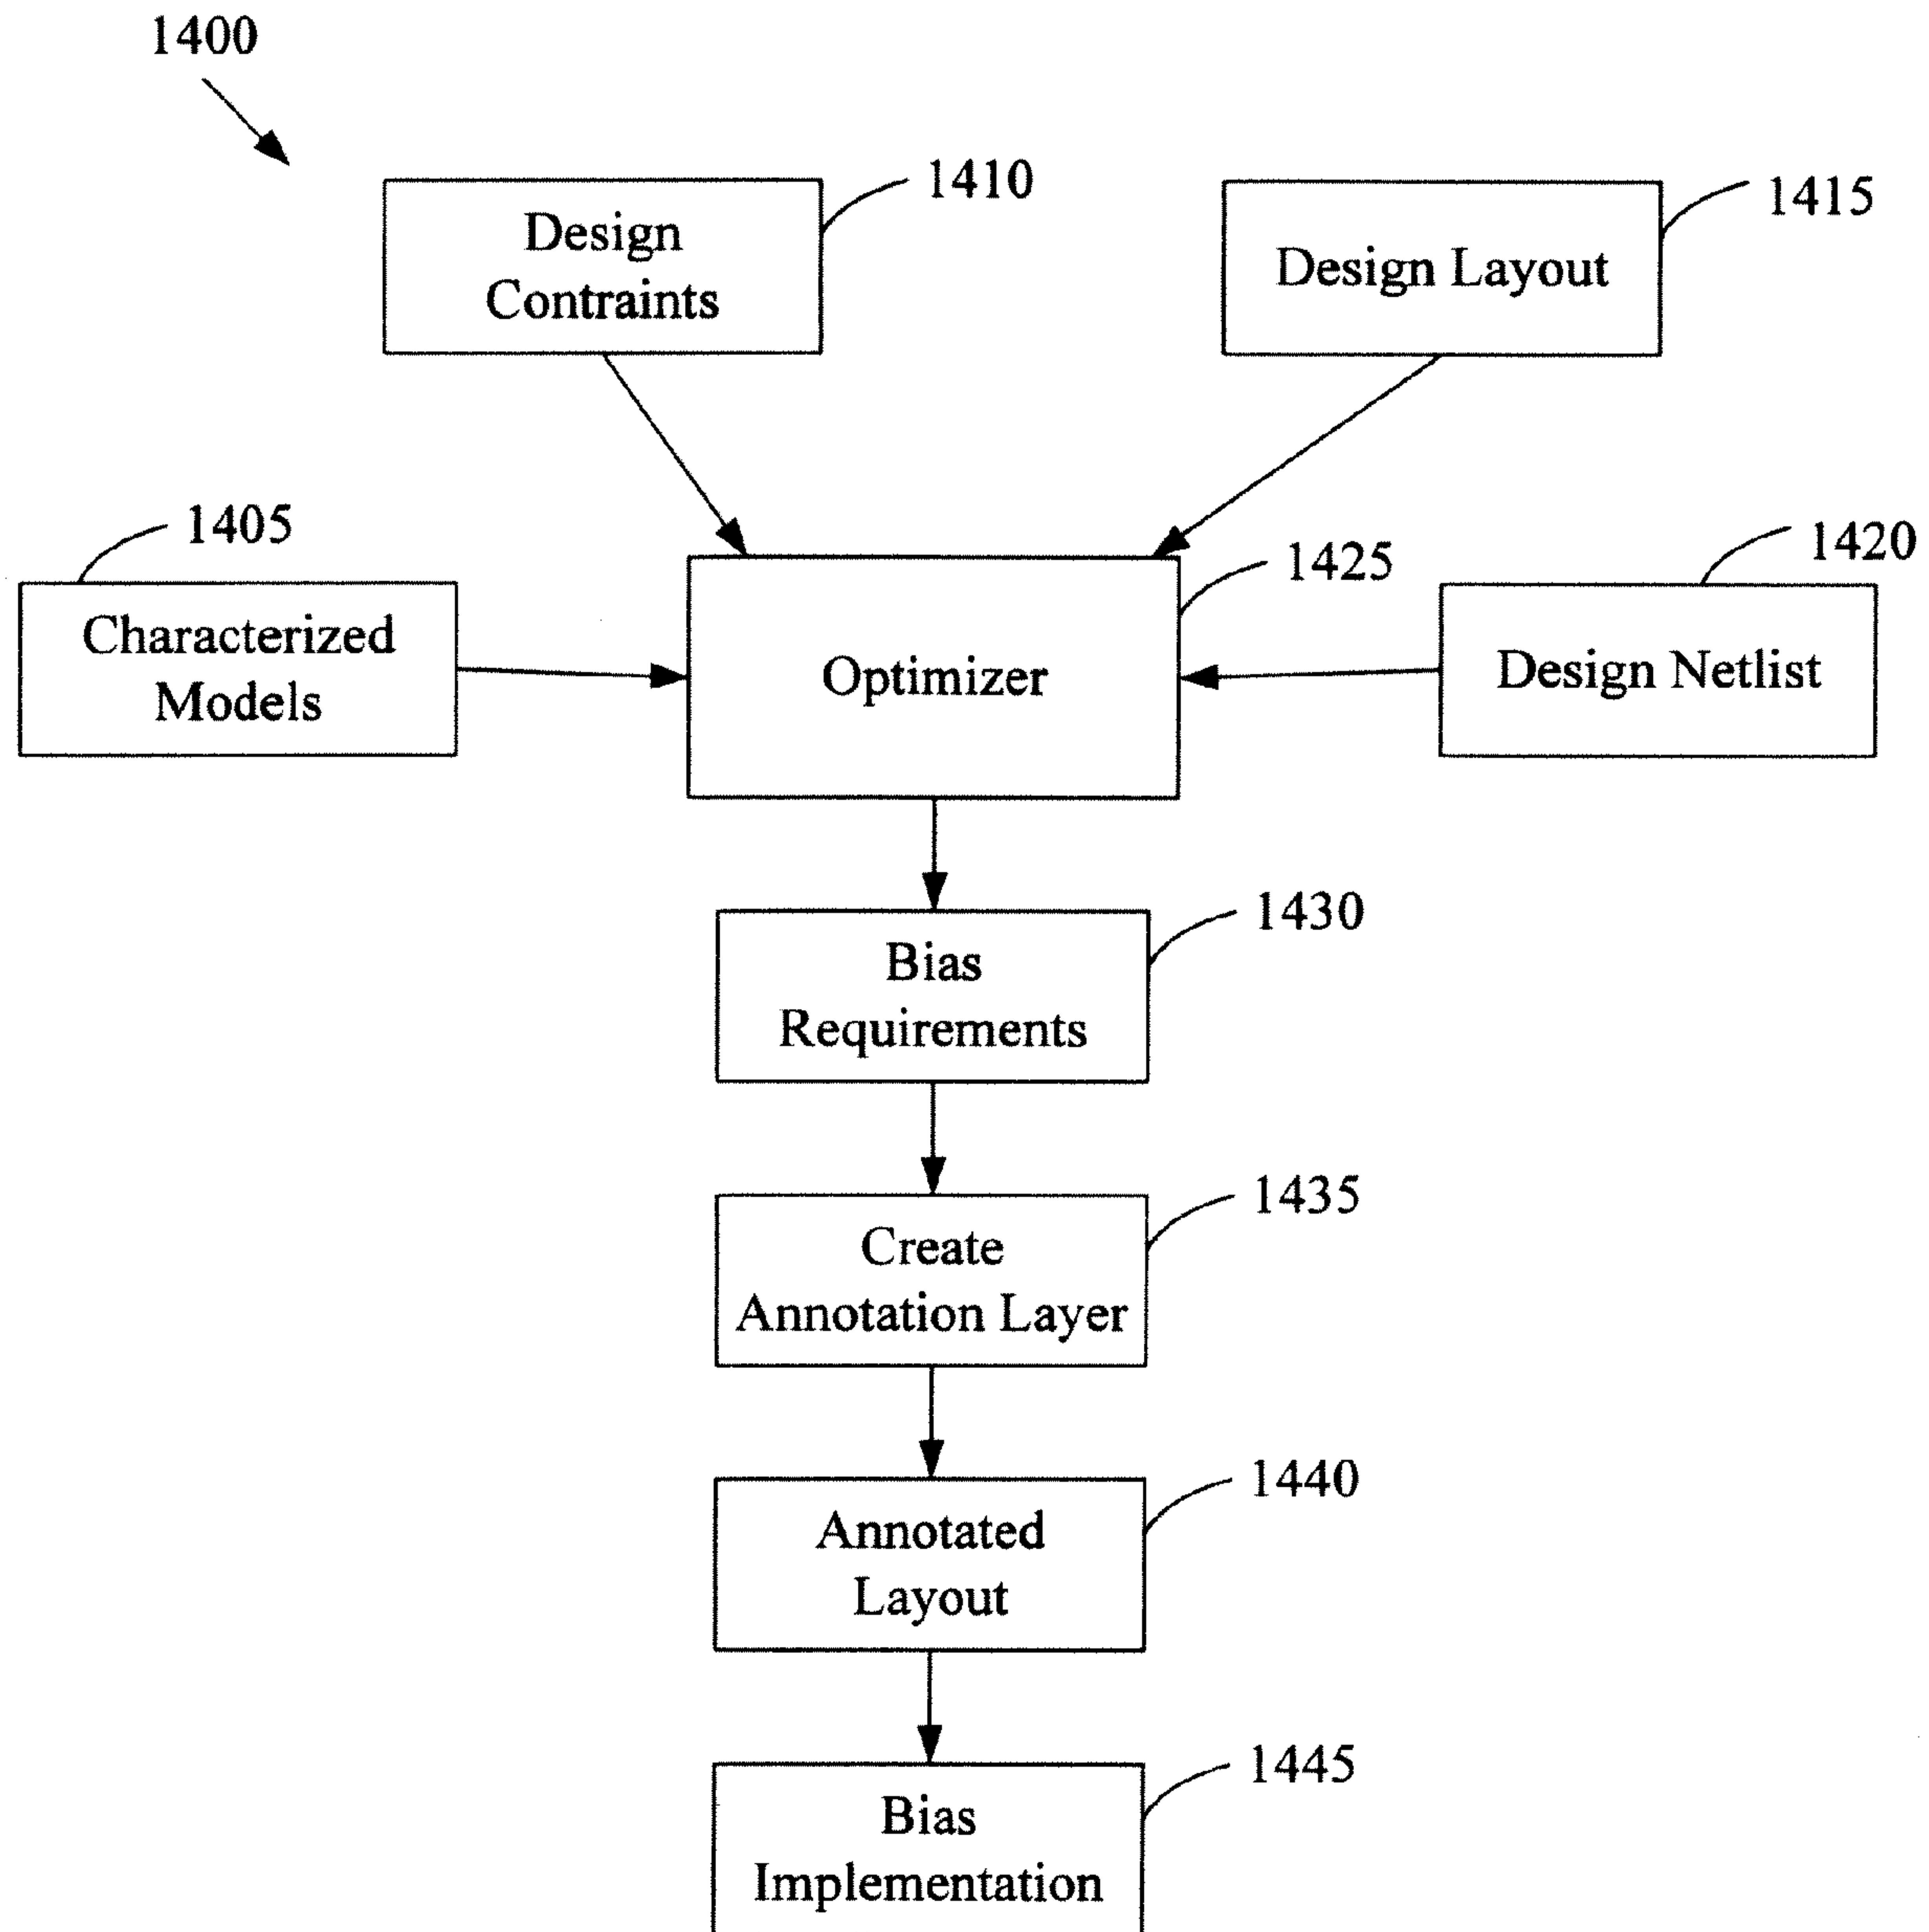 1400
1410
Design
Contraints
1415
Design Layout
1405
Characterized
Models
1425
Optimizer
1420
Design Netlist
1430
Bias
Requirements
1435
Create
Annotation Layer
1440
Annotated
Layout
1445
Bias
Implementation